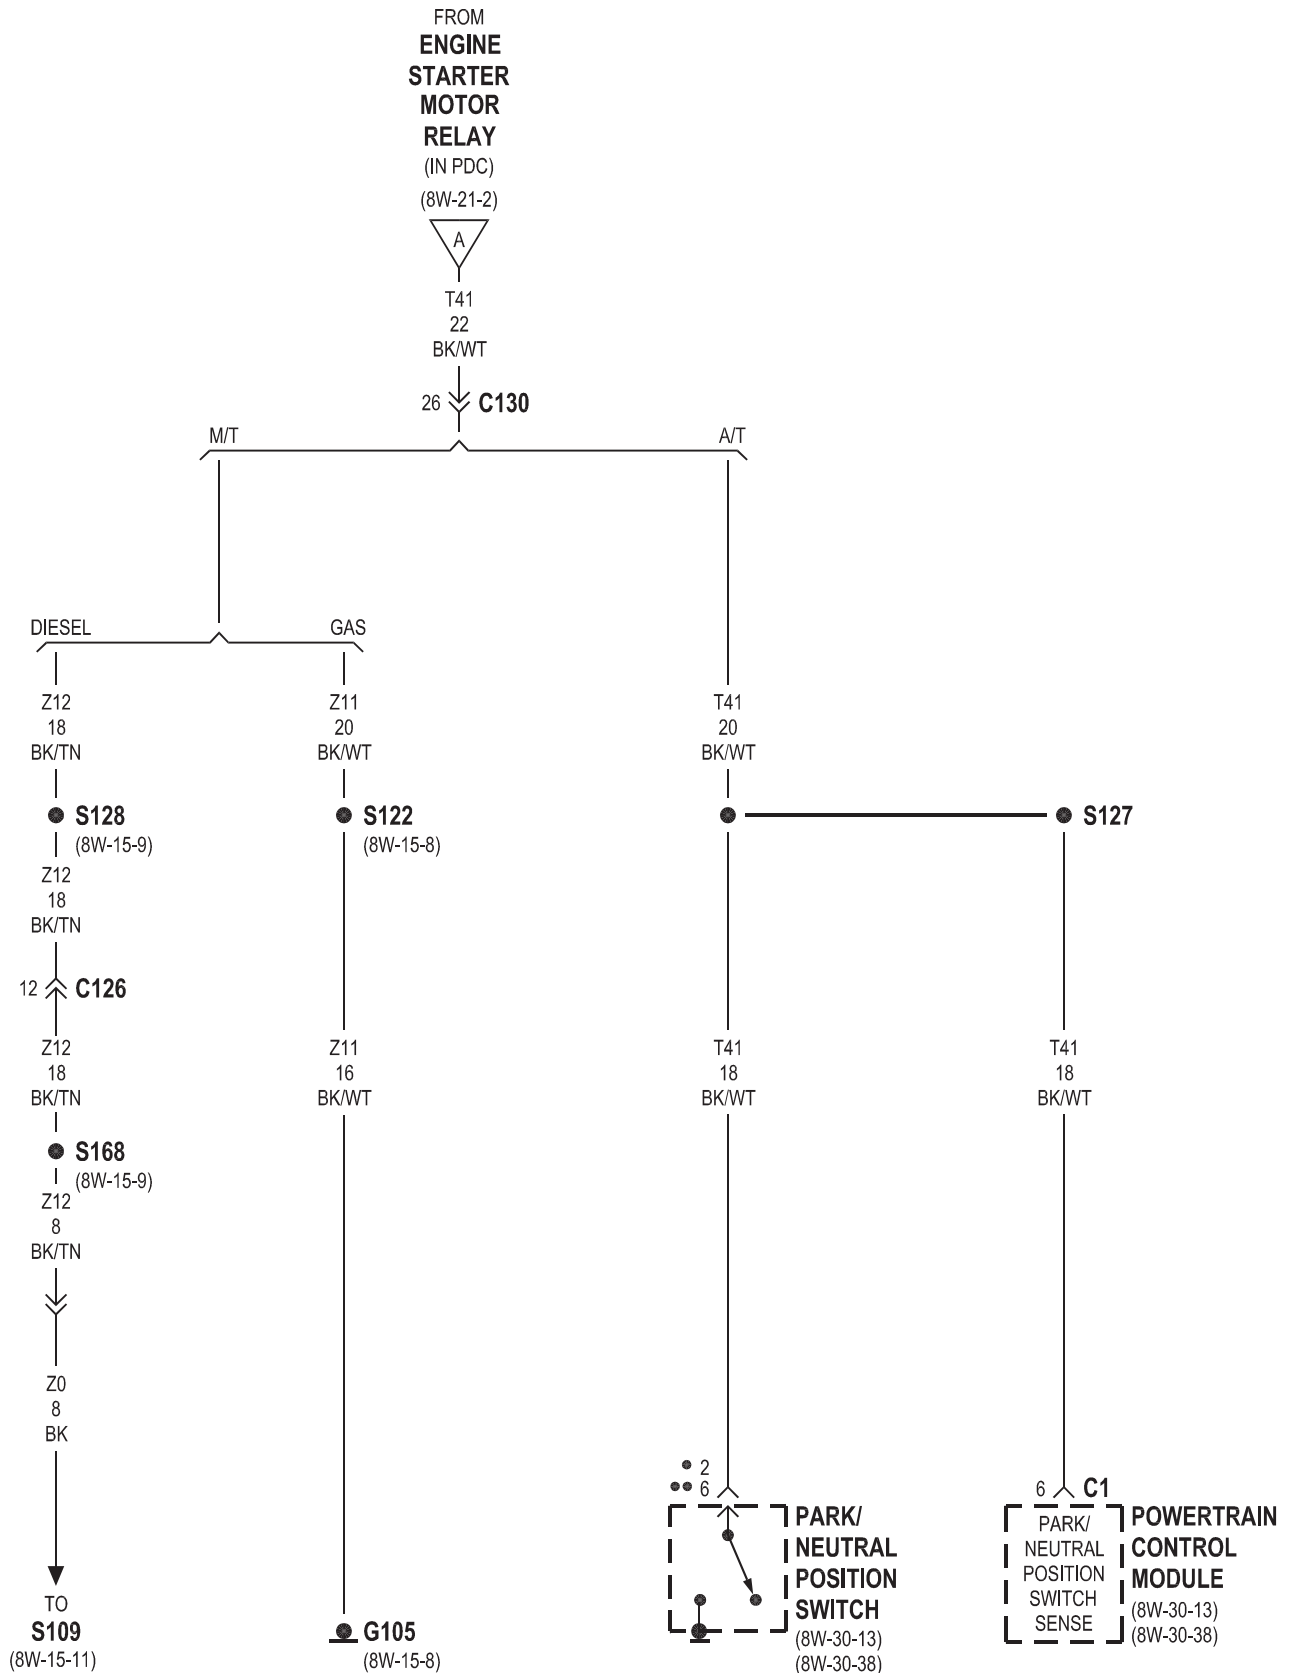 FROM
ENGINE
STARTER
MOTOR
RELAY
(IN PDC)
(8W-21-2)
A
T41
22
BK/WT
26 C130
M/T
A/T
DIESEL
GAS
Z12
18
BK/TN
Z11
20
BK/WT
T41
20
BK/WT
S128
(8W-15-9)
S122
(8W-15-8)
S127
Z12
18
BK/TN
12 C126
Z12
18
BK/TN
Z11
16
BK/WT
T41
18
BK/WT
T41
18
BK/WT
S168
(8W-15-9)
Z12
8
BK/TN
Z0
8
BK
TO
S109
(8W-15-11)
G105
(8W-15-8)
2
6
PARK/
NEUTRAL
POSITION
SWITCH
(8W-30-13)
(8W-30-38)
6 C1
PARK/
NEUTRAL
POSITION
SWITCH
SENSE
POWERTRAIN
CONTROL
MODULE
(8W-30-13)
(8W-30-38)